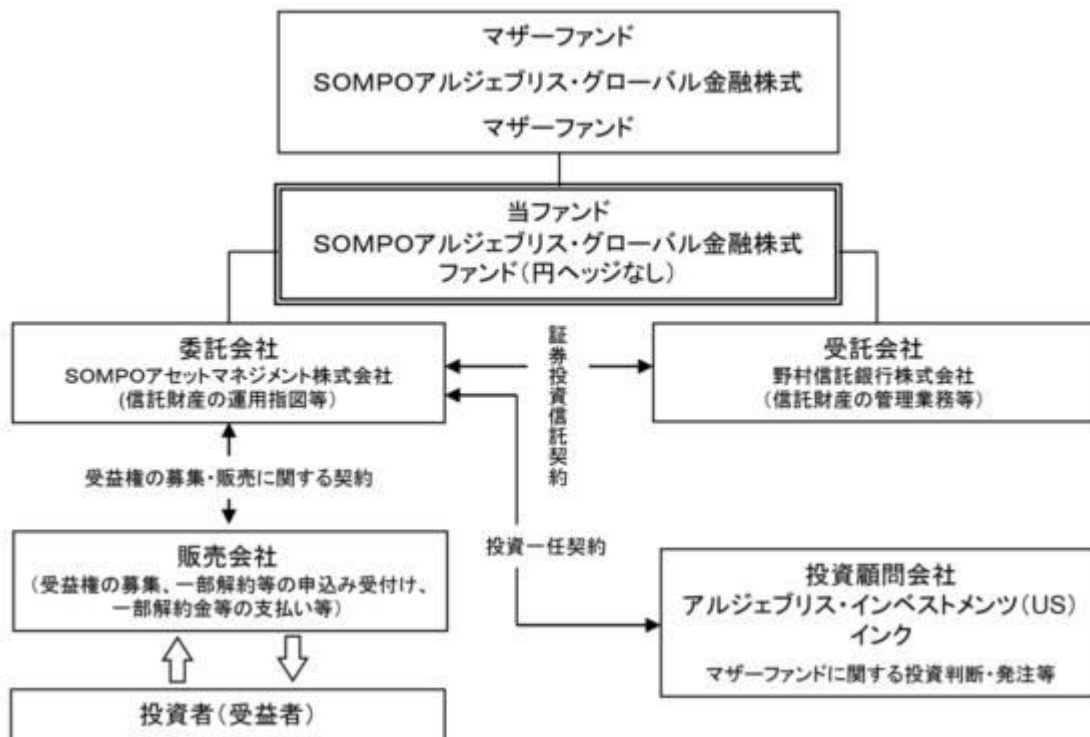 マザーファンド
SOMPOアルジェブリス・グローバル金融株式
マザーファンド
当ファンド
SOMPOアルジェブリス・グローバル金融株式
ファンド（円ヘッジなし）
委託会社
SOMPOアセットマネジメント株式会社
(信託財産の運用指図等）
証券投資信託契約
受託会社
野村信託銀行株式会社
（信託財産の管理業務等）
受益権の募集・販売に関する契約
投資一任契約
販売会社
（受益権の募集、一部解約等の申込み受付け、
一部解約金等の支払い等）
投資顧問会社
アルジェブリス・インベストメンツ（US）
インク
マザーファンドに関する投資判断・発注等
投資者（受益者）